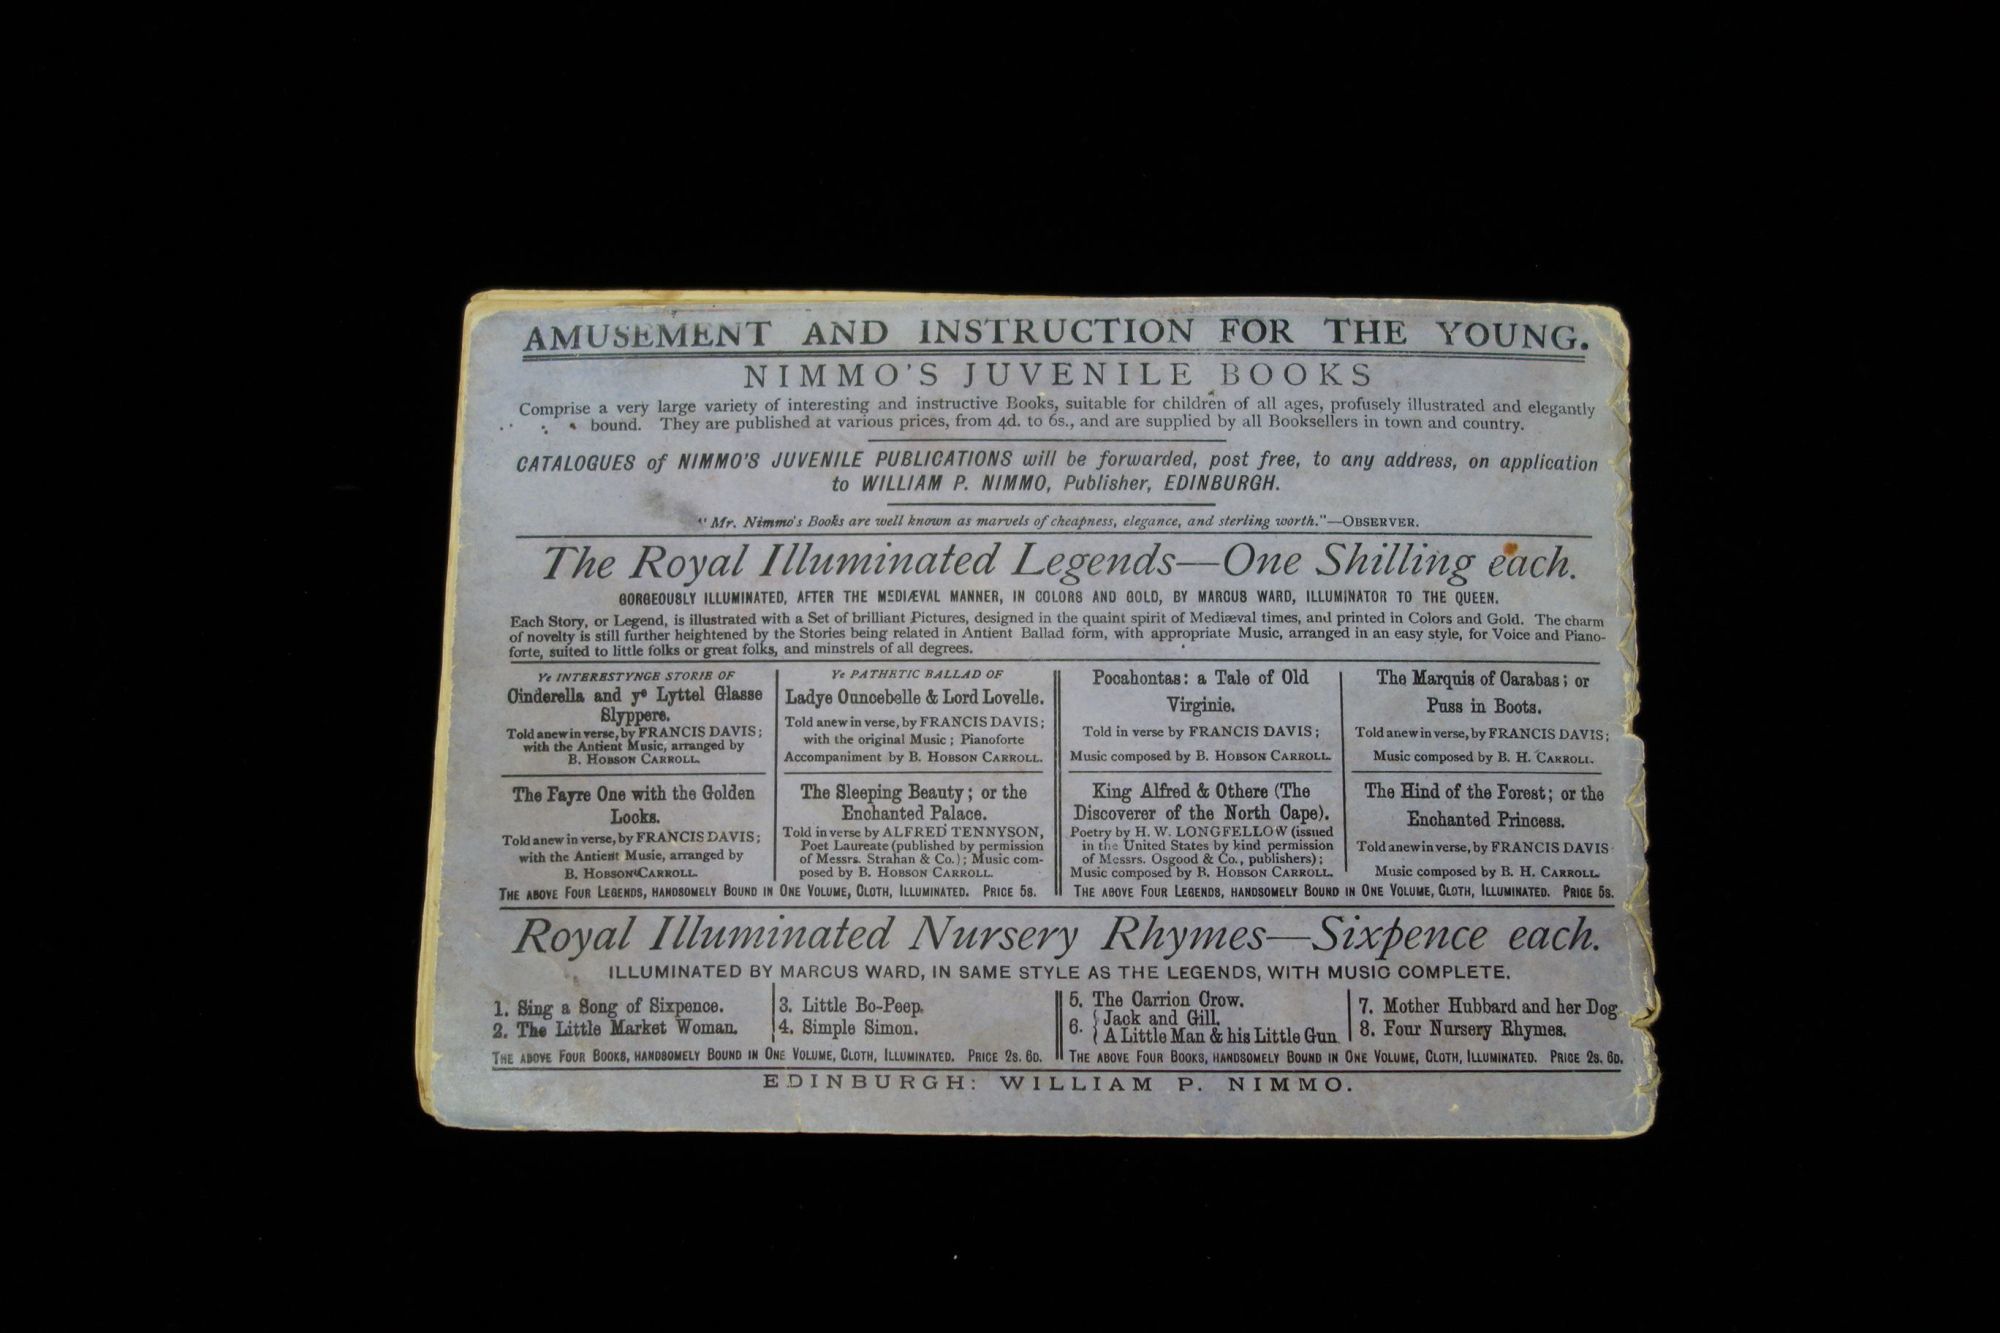 AMUSEMENT AND INSTRUCTION FOR THE YOUNG.
NIMMO'S JUVENILE BOOKS
Comprise a very large variety of interesting and instructive Books, suitable for children of all ages, profusely illustrated and elegantly
bound. They are published at various prices, from 4d. to 6s., and are supplied by all Booksellers in town and country.
CATALOGUES of NIMMO'S JUVENILE PUBLICATIONS will be forwarded, post free, to any address, on application
to WILLIAM P. NIMMO, Publisher, EDINBURGH.
"Mr. Nimmo's Books are well known as marvels of cheapness, elegance, and sterling worth."—OBSERVER.
The Royal Illuminated Legends—One Shilling each.
GORGEOUSLY ILLUMINATED, AFTER THE MEDIÆVAL MANNER, IN COLORS AND GOLD, BY MARCUS WARD, ILLUMINATOR TO THE QUEEN.
Each Story, or Legend, is illustrated with a Set of brilliant Pictures, designed in the quaint spirit of Mediæval times, and printed in Colors and Gold. The charm
of novelty is still further heightened by the Stories being related in Antient Ballad form, with appropriate Music, arranged in an easy style, for Voice and Piano-
forte, suited to little folks or great folks, and minstrels of all degrees.
Ye INTERESTYNGE STORIE OF
Cinderella and ye Lyttel Glasse
Slyppere.
Told anew in verse, by FRANCIS DAVIS;
with the Antient Music, arranged by
B. HOBSON CARROLL.
Ye PATHETIC BALLAD OF
Ladye Ouncebelle & Lord Lovelle.
Told anew in verse, by FRANCIS DAVIS;
with the original Music; Pianoforte
Accompaniment by B. HOBSON CARROLL.
Pocahontas: a Tale of Old
Virginie.
Told in verse by FRANCIS DAVIS;
Music composed by B. HOBSON CARROLL.
The Marquis of Carabas; or
Puss in Boots.
Told anew in verse, by FRANCIS DAVIS;
Music composed by B. H. CARROLL.
The Fayre One with the Golden
Locks.
Told anew in verse, by FRANCIS DAVIS;
with the Antient Music, arranged by
B. HOBSON CARROLL.
The Sleeping Beauty; or the
Enchanted Palace.
Told in verse by ALFRED TENNYSON,
Poet Laureate (published by permission
of Messrs. Strahan & Co.); Music com-
posed by B. HOBSON CARROLL.
King Alfred & Othere (The
Discoverer of the North Cape).
Poetry by H. W. LONGFELLOW (issued
in the United States by kind permission
of Messrs. Osgood & Co., publishers);
Music composed by B. HOBSON CARROLL.
The Hind of the Forest; or the
Enchanted Princess.
Told anew in verse, by FRANCIS DAVIS
Music composed by B. H. CARROLL.
THE ABOVE FOUR LEGENDS, HANDSOMELY BOUND IN ONE VOLUME, CLOTH, ILLUMINATED. PRICE 5s.
THE ABOVE FOUR LEGENDS, HANDSOMELY BOUND IN ONE VOLUME, CLOTH, ILLUMINATED. PRICE 5s.
Royal Illuminated Nursery Rhymes—Sixpence each.
ILLUMINATED BY MARCUS WARD, IN SAME STYLE AS THE LEGENDS, WITH MUSIC COMPLETE.
1. Sing a Song of Sixpence.
2. The Little Market Woman.
3. Little Bo-Peep.
4. Simple Simon.
5. The Carrion Crow.
6. { Jack and Gill.
A Little Man & his Little Gun
7. Mother Hubbard and her Dog
8. Four Nursery Rhymes.
THE ABOVE FOUR BOOKS, HANDSOMELY BOUND IN ONE VOLUME, CLOTH, ILLUMINATED. PRICE 2s. 6D.
THE ABOVE FOUR BOOKS, HANDSOMELY BOUND IN ONE VOLUME, CLOTH, ILLUMINATED. PRICE 2s. 6D.
EDINBURGH: WILLIAM P. NIMMO.